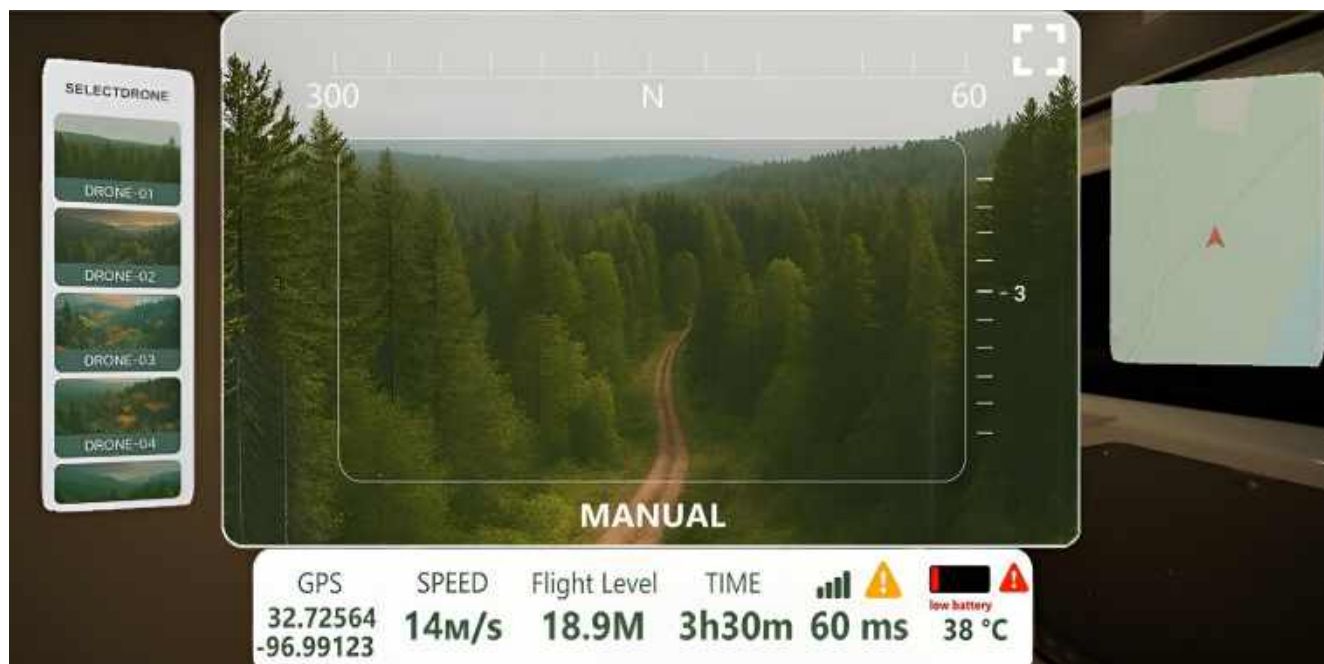 SELECTDRONE
DRONE-01
DRONE-02
DRONE-03
DRONE-04
300 N 60
-3
MANUAL
GPS
32.72564
-96.99123
SPEED
14M/S
Flight Level
18.9M
TIME
3h30m
60 ms
low battery
38 °C